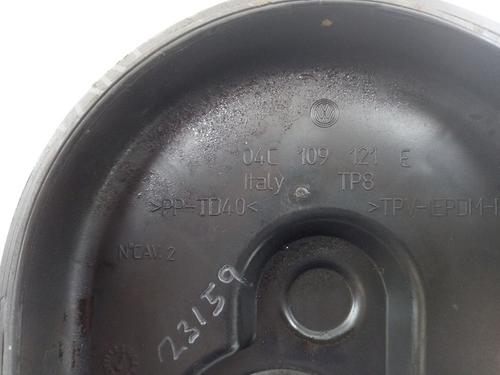 04C 109 121 E
Italy TP8
>PP-TD40< >TPV-(EPDM-
N°CAV. 2
23159